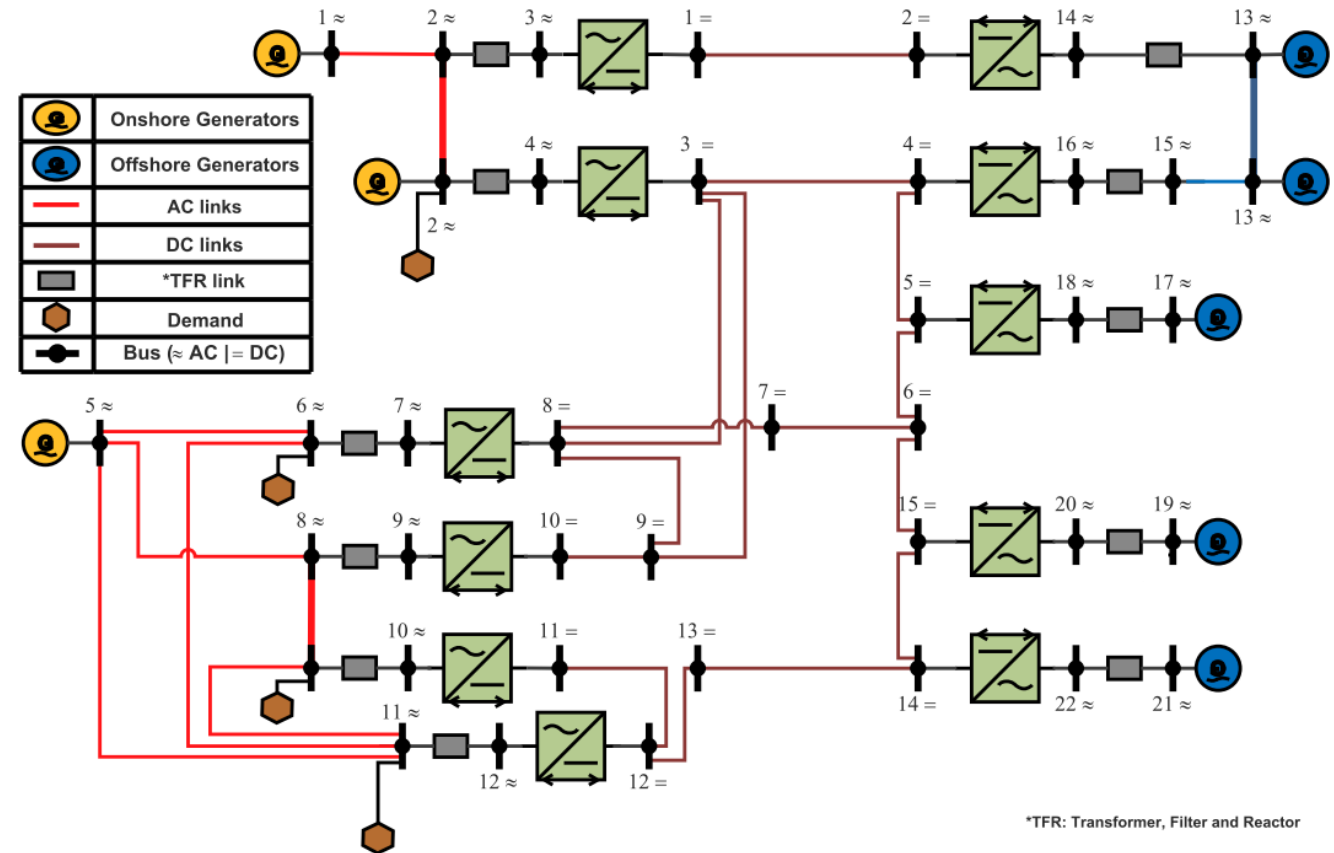 1 ≈
2 ≈
3 ≈
1 =
2 =
14 ≈
13 ≈
G
G
Onshore Generators
Offshore Generators
AC links
DC links
*TFR link
Demand
Bus (≈ AC | = DC)
4 ≈
3 =
4 =
16 ≈
15 ≈
G
2 ≈
13 ≈
G
5 =
18 ≈
17 ≈
G
5 ≈
6 ≈
7 ≈
8 =
7 =
6 =
G
8 ≈
9 ≈
10 =
9 =
15 =
20 ≈
19 ≈
G
10 ≈
11 =
13 =
G
11 ≈
14 =
22 ≈
21 ≈
12 ≈
12 =
*TFR: Transformer, Filter and Reactor